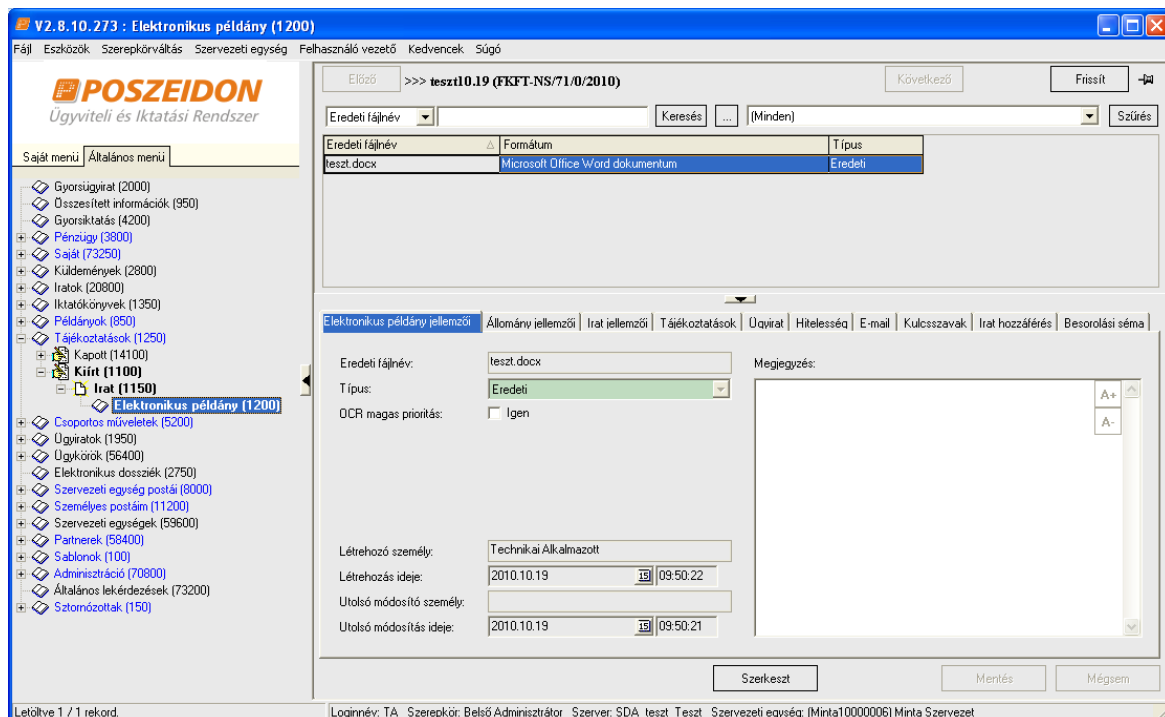 V2.8.10.273 : Elektronikus példány (1200)
Fájl Eszközök Szerepkörváltás Szervezeti egység Felhasználó vezető Kedvencek Súgó
POSZEIDON
Ügyviteli és Iktatási Rendszer
Saját menü Általános menü
Gyorsügyirat (2000)
Összesített információk (950)
Gyorsiktatás (4200)
Pénzügy (3800)
Saját (73250)
Küldemények (2800)
Iratok (20800)
Iktatókönyvek (1350)
Példányok (850)
Tájékoztatások (1250)
Kapott (14100)
Kiírt (1100)
Irat (1150)
Elektronikus példány (1200)
Csoportos műveletek (5200)
Ügyiratok (1950)
Ügykörök (56400)
Elektronikus dossziék (2750)
Szervezeti egység postái (8000)
Személyes postáim (11200)
Szervezeti egységek (59600)
Partnerek (58400)
Sablonok (100)
Adminisztráció (70800)
Általános lekérdezések (73200)
Sztornózottak (150)
Előző >>> teszt10.19 (FKFT-NS/71/0/2010) Következő Frissít
Eredeti fájlnév Keresés ... (Minden) Szűrés
Eredeti fájlnév Formátum Típus
teszt.docx Microsoft Office Word dokumentum Eredeti
Elektronikus példány jellemzői Állomány jellemzői Irat jellemzői Tájékoztatások Ügyirat Hitelesség E-mail Kulcsszavak Irat hozzáférés Besorolási séma
Eredeti fájlnév: teszt.docx Megjegyzés:
Típus: Eredeti A+
OCR magas prioritás: Igen A-
Létrehozó személy: Technikai Alkalmazott
Létrehozás ideje: 2010.10.19 15 09:50:22
Utolsó módosító személy:
Utolsó módosítás ideje: 2010.10.19 15 09:50:21
Szerkeszt Mentés Mégsem
Letöltve 1 / 1 rekord. Loginnév: TA Szerepkör: Belső Adminisztrátor Szerver: SDA_teszt_Teszt Szervezeti egység: (Minta10000006) Minta Szervezet